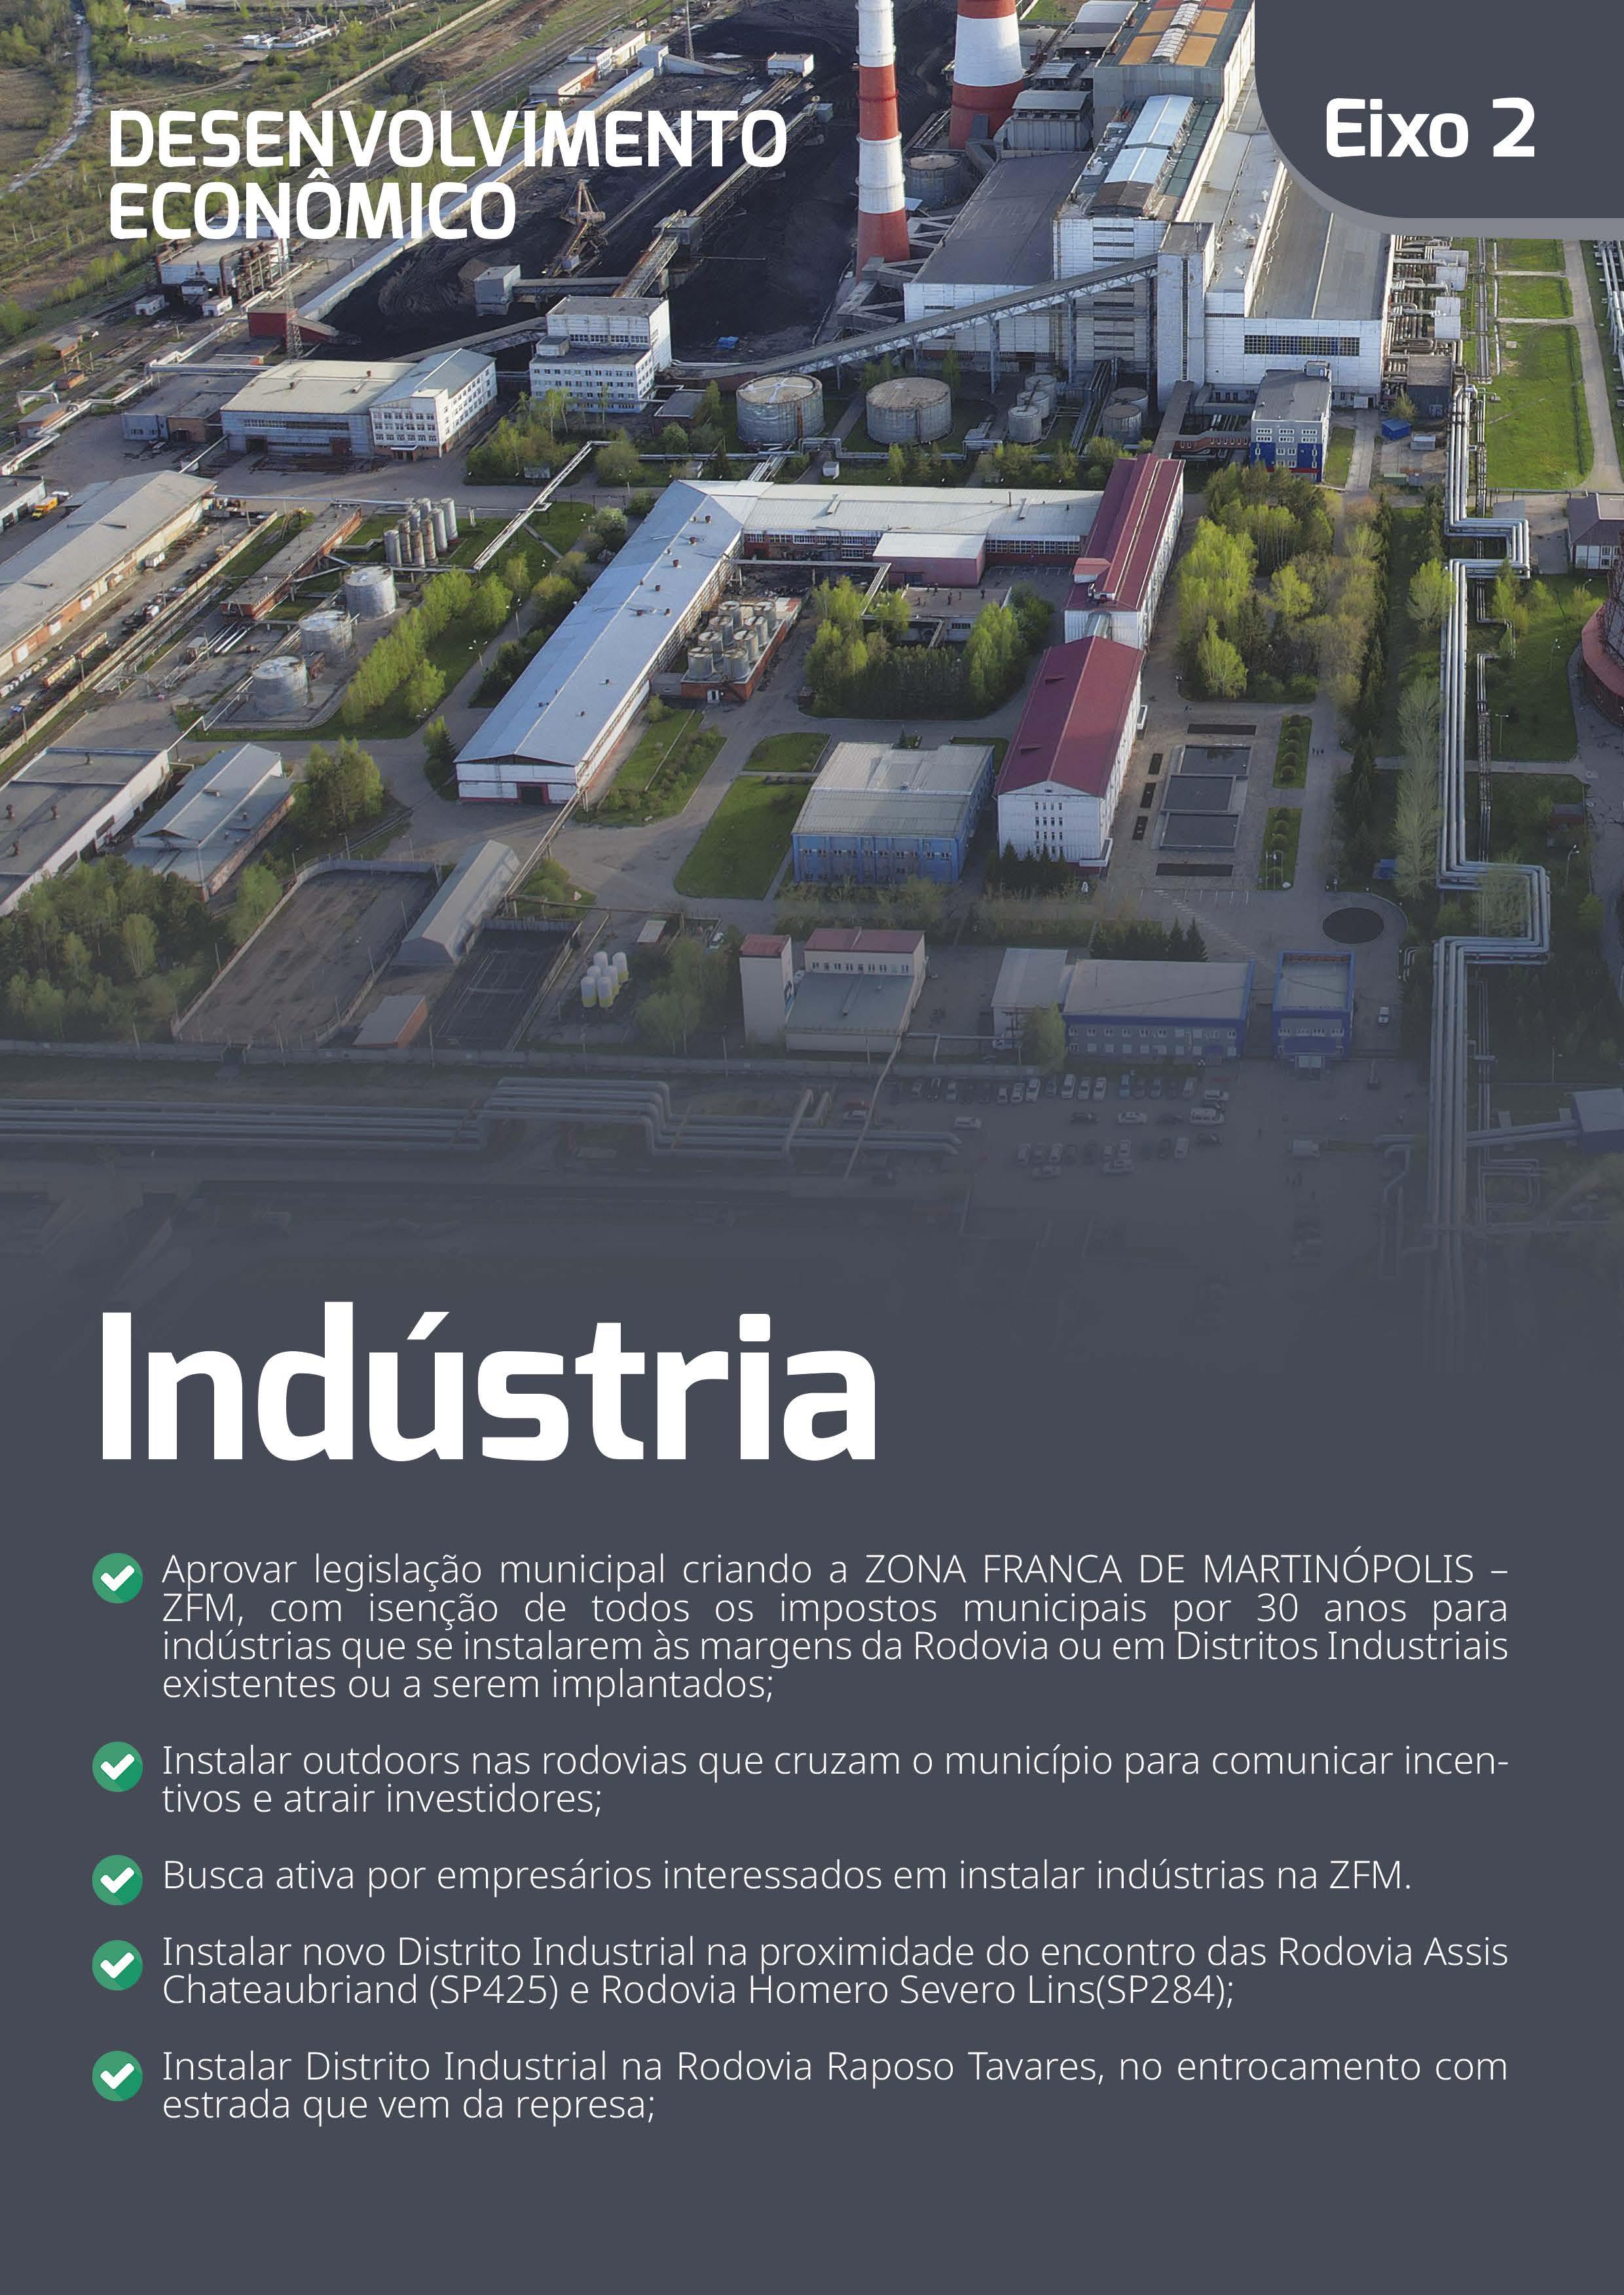 DESENVOLVIMENTO
ECONÔMICO
Eixo 2
Indústria
Aprovar legislação municipal criando a ZONA FRANCA DE MARTINÓPOLIS –
ZFM, com isenção de todos os impostos municipais por 30 anos para
indústrias que se instalarem às margens da Rodovia ou em Distritos Industriais
existentes ou a serem implantados;
Instalar outdoors nas rodovias que cruzam o município para comunicar incen-
tivos e atrair investidores;
Busca ativa por empresários interessados em instalar indústrias na ZFM.
Instalar novo Distrito Industrial na proximidade do encontro das Rodovia Assis
Chateaubriand (SP425) e Rodovia Homero Severo Lins(SP284);
Instalar Distrito Industrial na Rodovia Raposo Tavares, no entrocamento com
estrada que vem da represa;